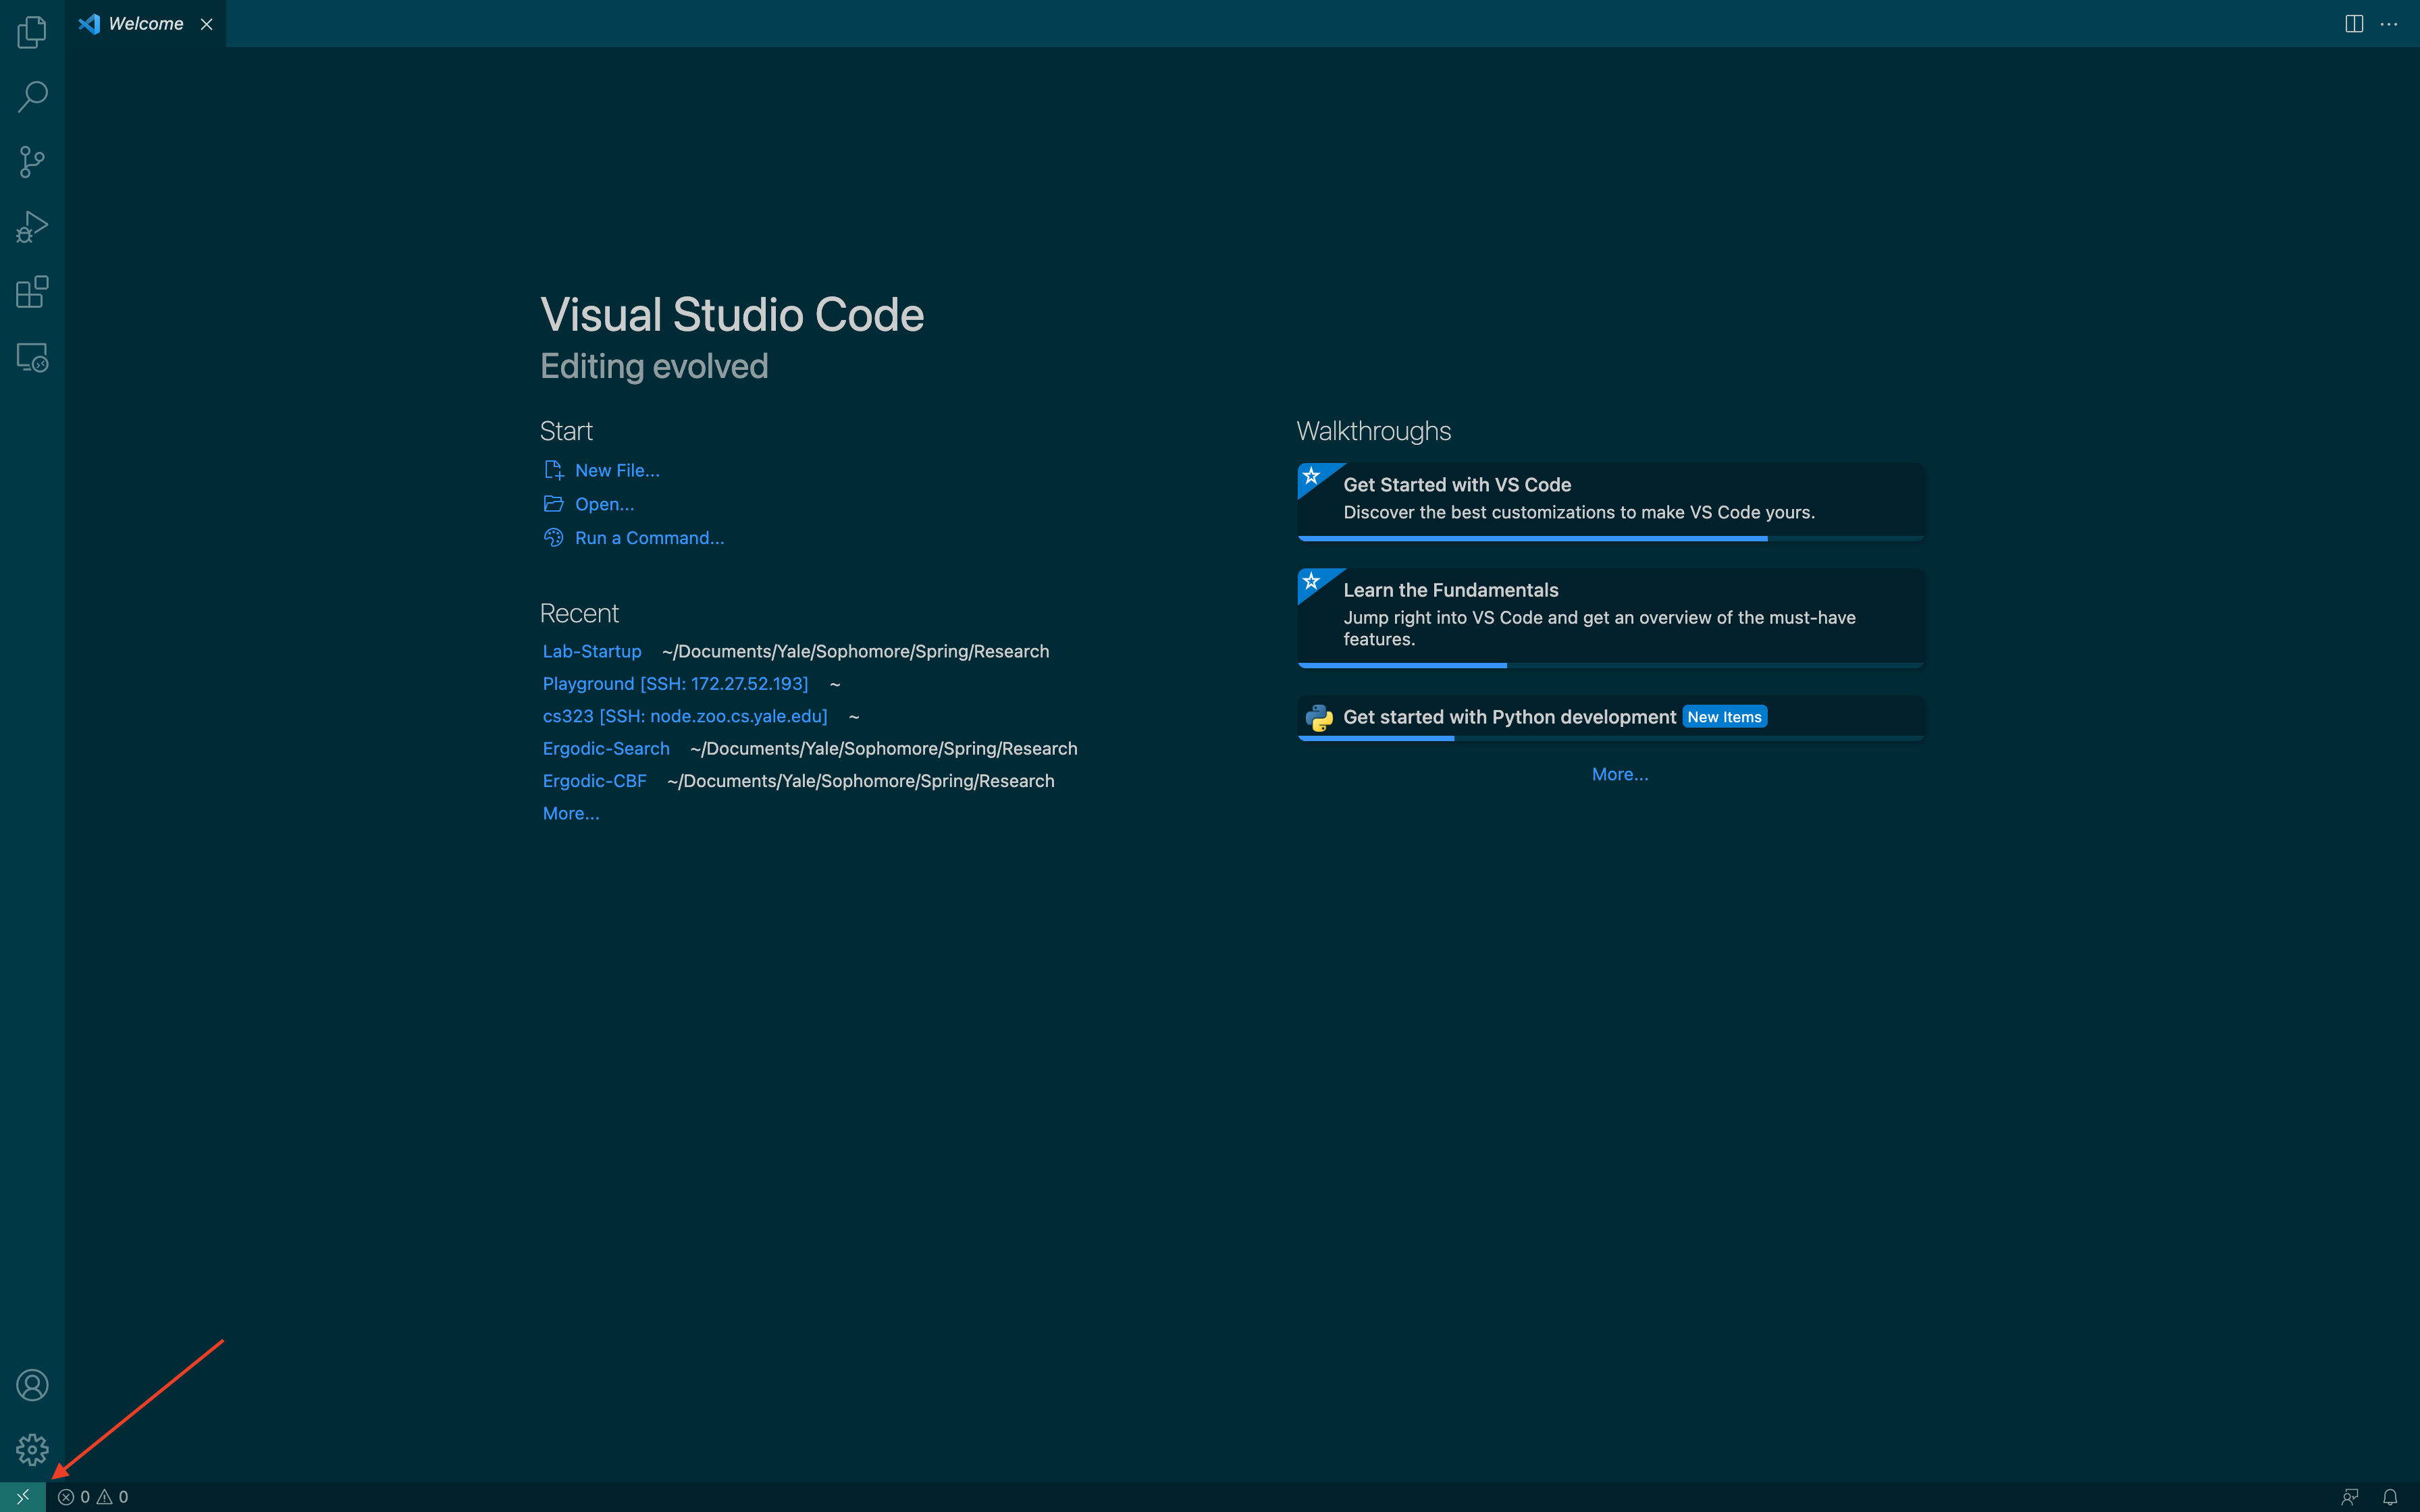 Welcome
Visual Studio Code
Editing evolved
Start
New File...
Open...
Run a Command...
Recent
Lab-Startup ~/Documents/Yale/Sophomore/Spring/Research
Playground [SSH: 172.27.52.193] ~
cs323 [SSH: node.zoo.cs.yale.edu] ~
Ergodic-Search ~/Documents/Yale/Sophomore/Spring/Research
Ergodic-CBF ~/Documents/Yale/Sophomore/Spring/Research
More...
Walkthroughs
Get Started with VS Code
Discover the best customizations to make VS Code yours.
Learn the Fundamentals
Jump right into VS Code and get an overview of the must-have
features.
Get started with Python development New Items
More...
0 0